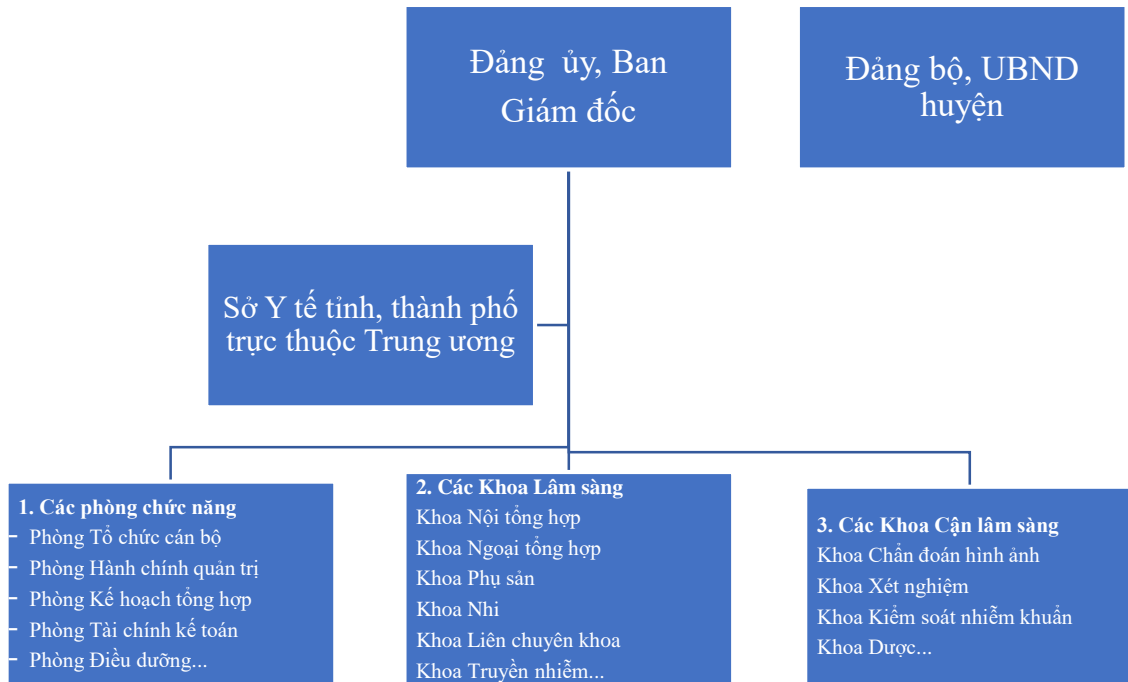 Đảng ủy, Ban
Giám đốc
Đảng bộ, UBND
huyện
Sở Y tế tỉnh, thành phố
trực thuộc Trung ương
1. Các phòng chức năng
- Phòng Tổ chức cán bộ
- Phòng Hành chính quản trị
- Phòng Kế hoạch tổng hợp
- Phòng Tài chính kế toán
- Phòng Điều dưỡng...
2. Các Khoa Lâm sàng
Khoa Nội tổng hợp
Khoa Ngoại tổng hợp
Khoa Phụ sản
Khoa Nhi
Khoa Liên chuyên khoa
Khoa Truyền nhiễm...
3. Các Khoa Cận lâm sàng
Khoa Chẩn đoán hình ảnh
Khoa Xét nghiệm
Khoa Kiểm soát nhiễm khuẩn
Khoa Dược...